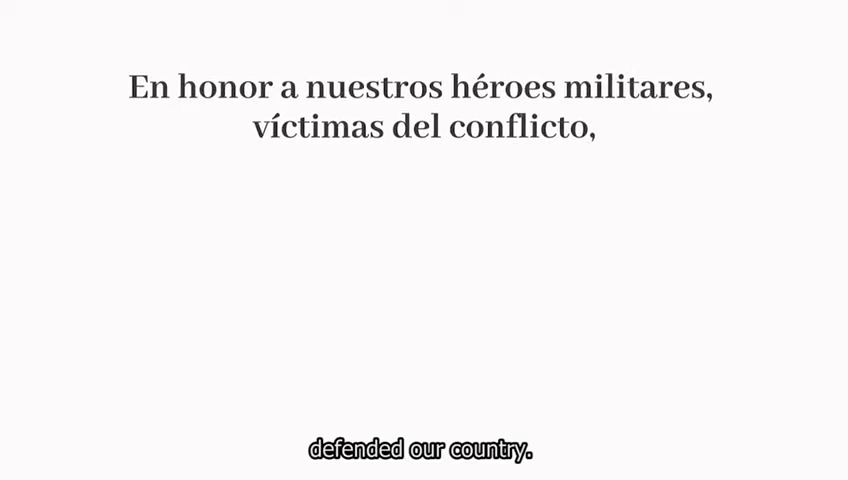 En honor a nuestros héroes militares,
víctimas del conflicto,
defended our country.